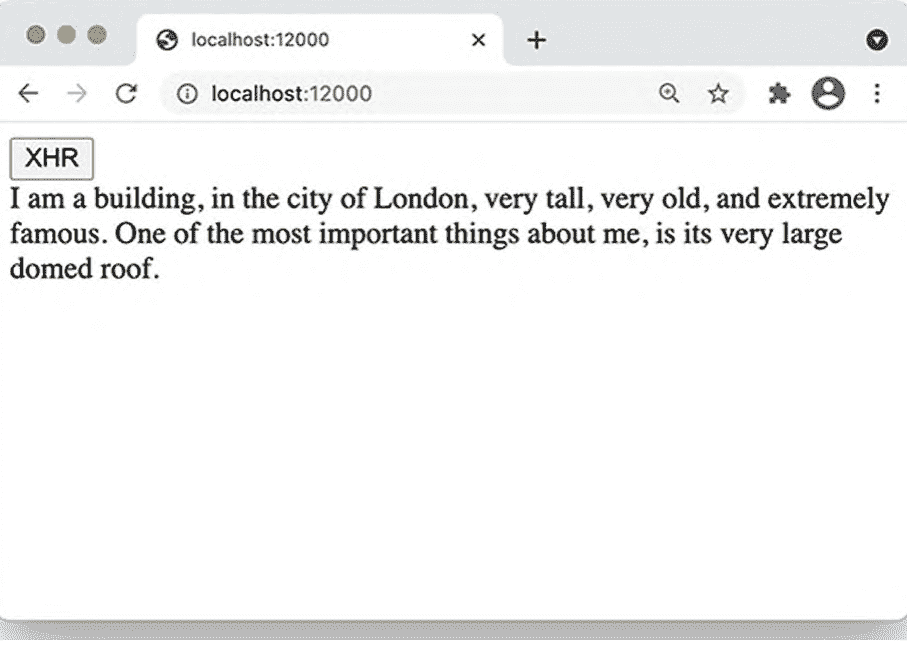 localhost:12000
localhost:12000
XHR
I am a building, in the city of London, very tall, very old, and extremely
famous. One of the most important things about me, is its very large
domed roof.